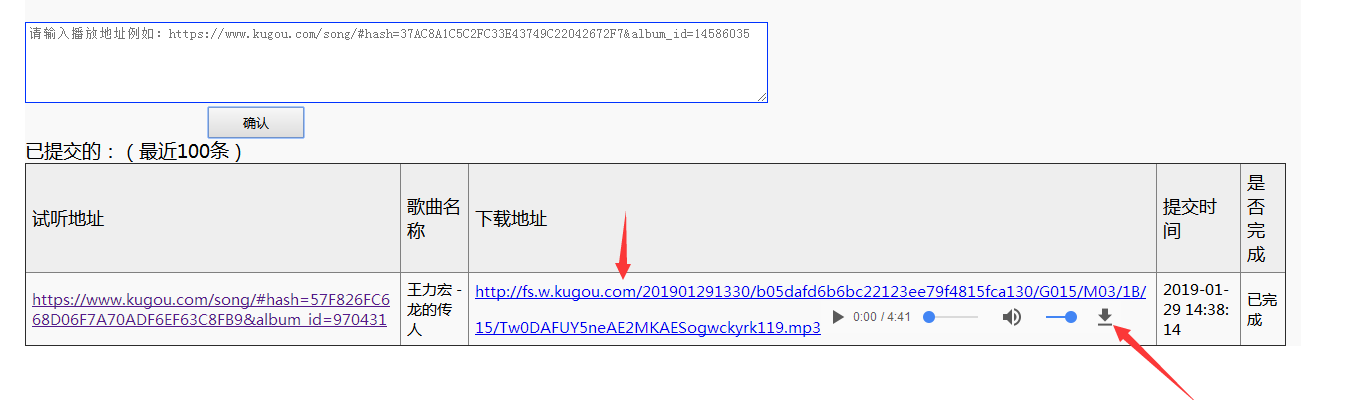 请输入播放地址例如：https://www.kugou.com/song/#hash=37AC8A1C5C2FC33E43749C22042672F7&album_id=14586035
确认
已提交的：（最近100条）
试听地址
歌曲名
称
下载地址
提交时
间
是
否
完
成
https://www.kugou.com/song/#hash=57F826FC6
68D06F7A70ADF6EF63C8FB9&album_id=970431
王力宏 -
龙的传
人
http://fs.w.kugou.com/201901291330/b05dafd6b6bc22123ee79f4815fca130/G015/M03/1B/
15/Tw0DAFUY5neAE2MKAESogwckyrk119.mp3
0:00 / 4:41
2019-01-
29 14:38:
14
已完
成